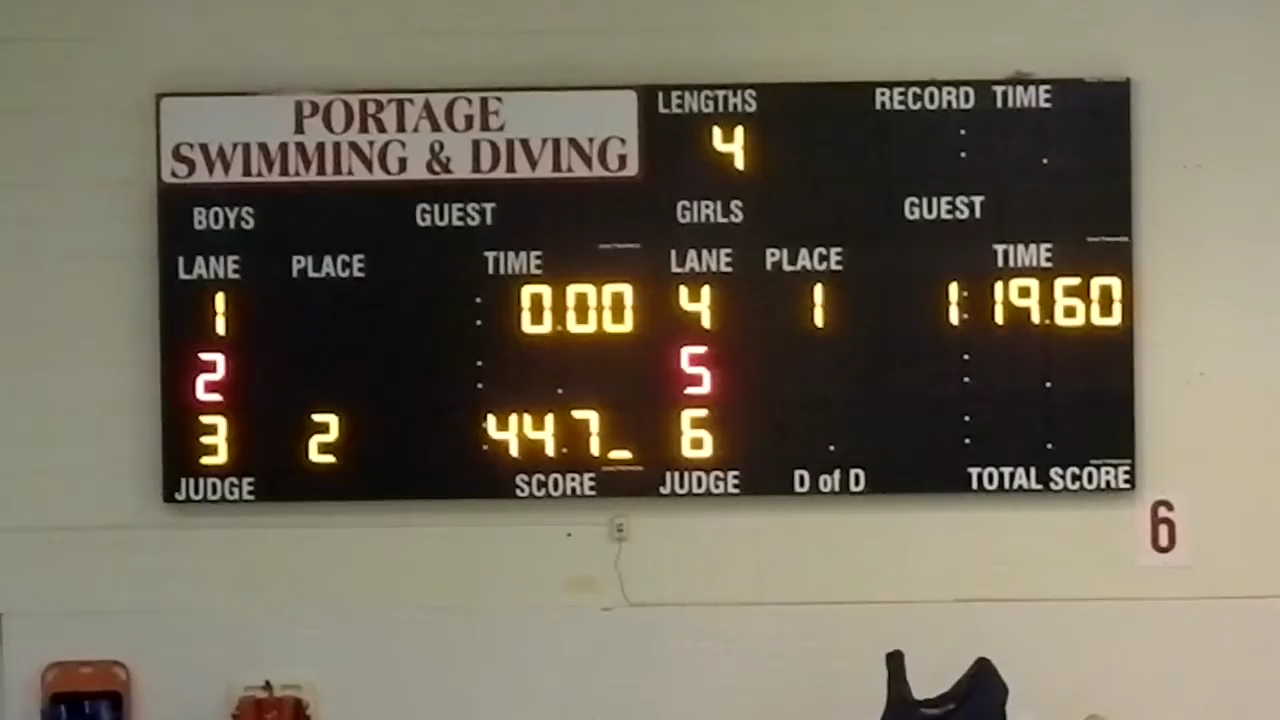 PORTAGE
SWIMMING & DIVING
LENGTHS
RECORD TIME
4
BOYS GUEST GIRLS GUEST
LANE PLACE TIME LANE PLACE TIME
1 0.00 4 1 1:19.60
2 5
3 2 44.7_ 6
JUDGE SCORE JUDGE D of D TOTAL SCORE
6